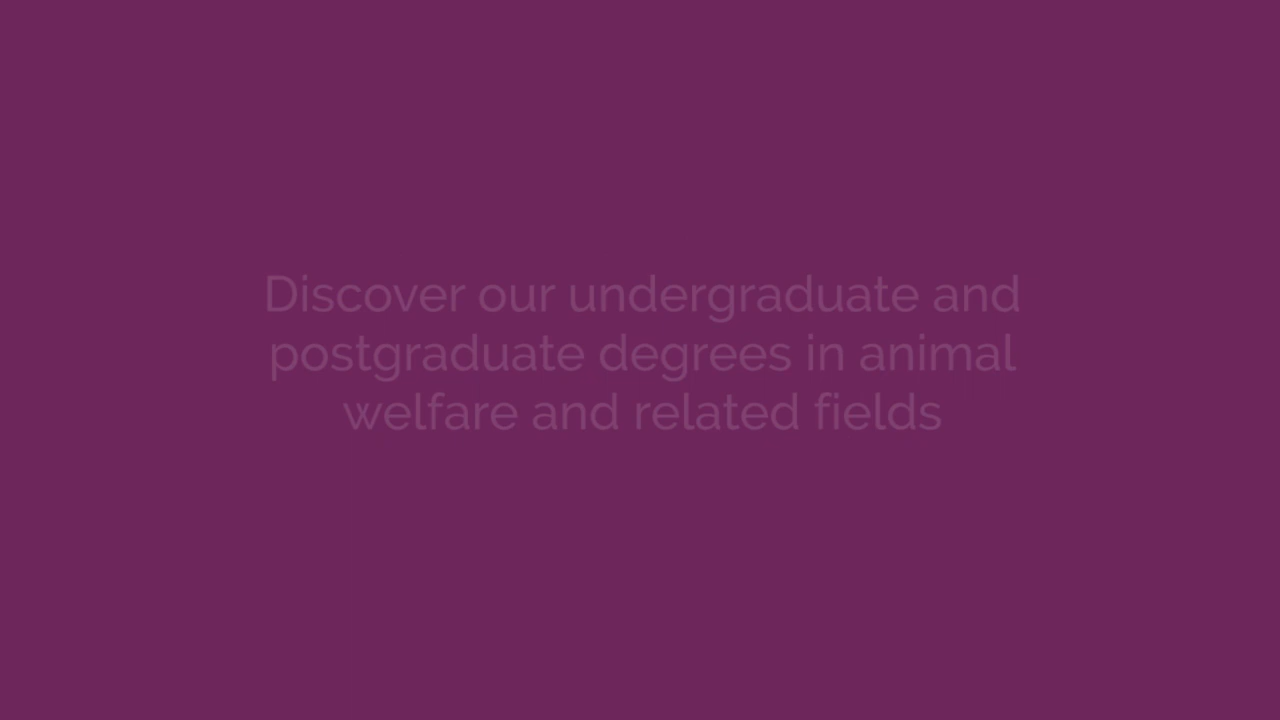 Discover our undergraduate and
postgraduate degrees in animal
welfare and related fields